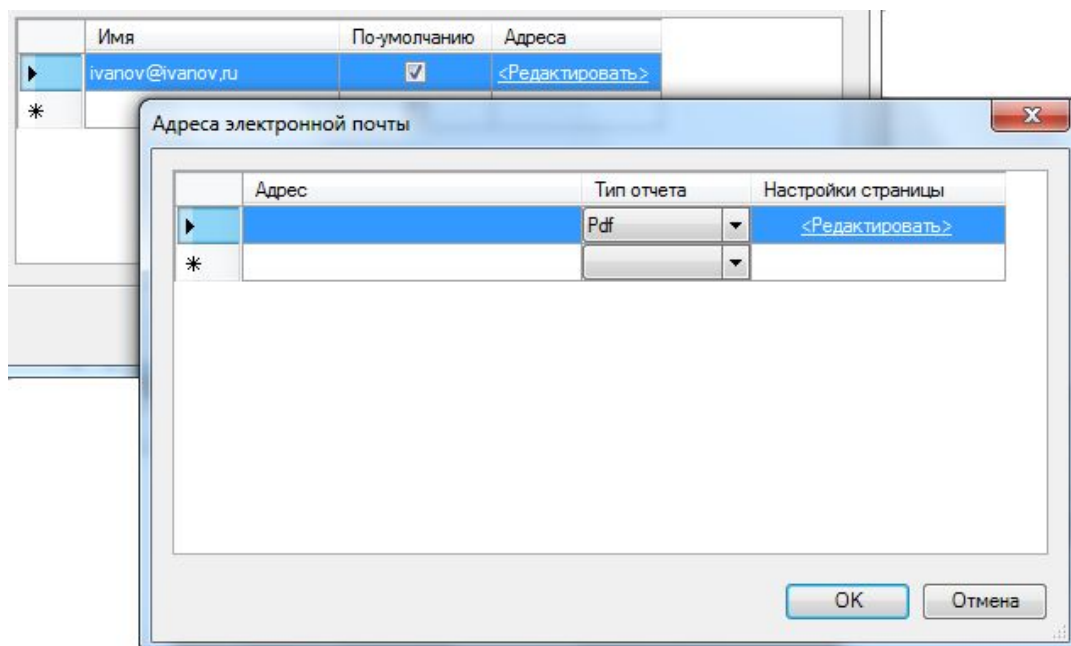 Имя По-умолчанию Адреса
ivanov@ivanov,ru <Редактировать>
Адреса электронной почты
Адрес Тип отчета Настройки страницы
Pdf <Редактировать>
OK Отмена